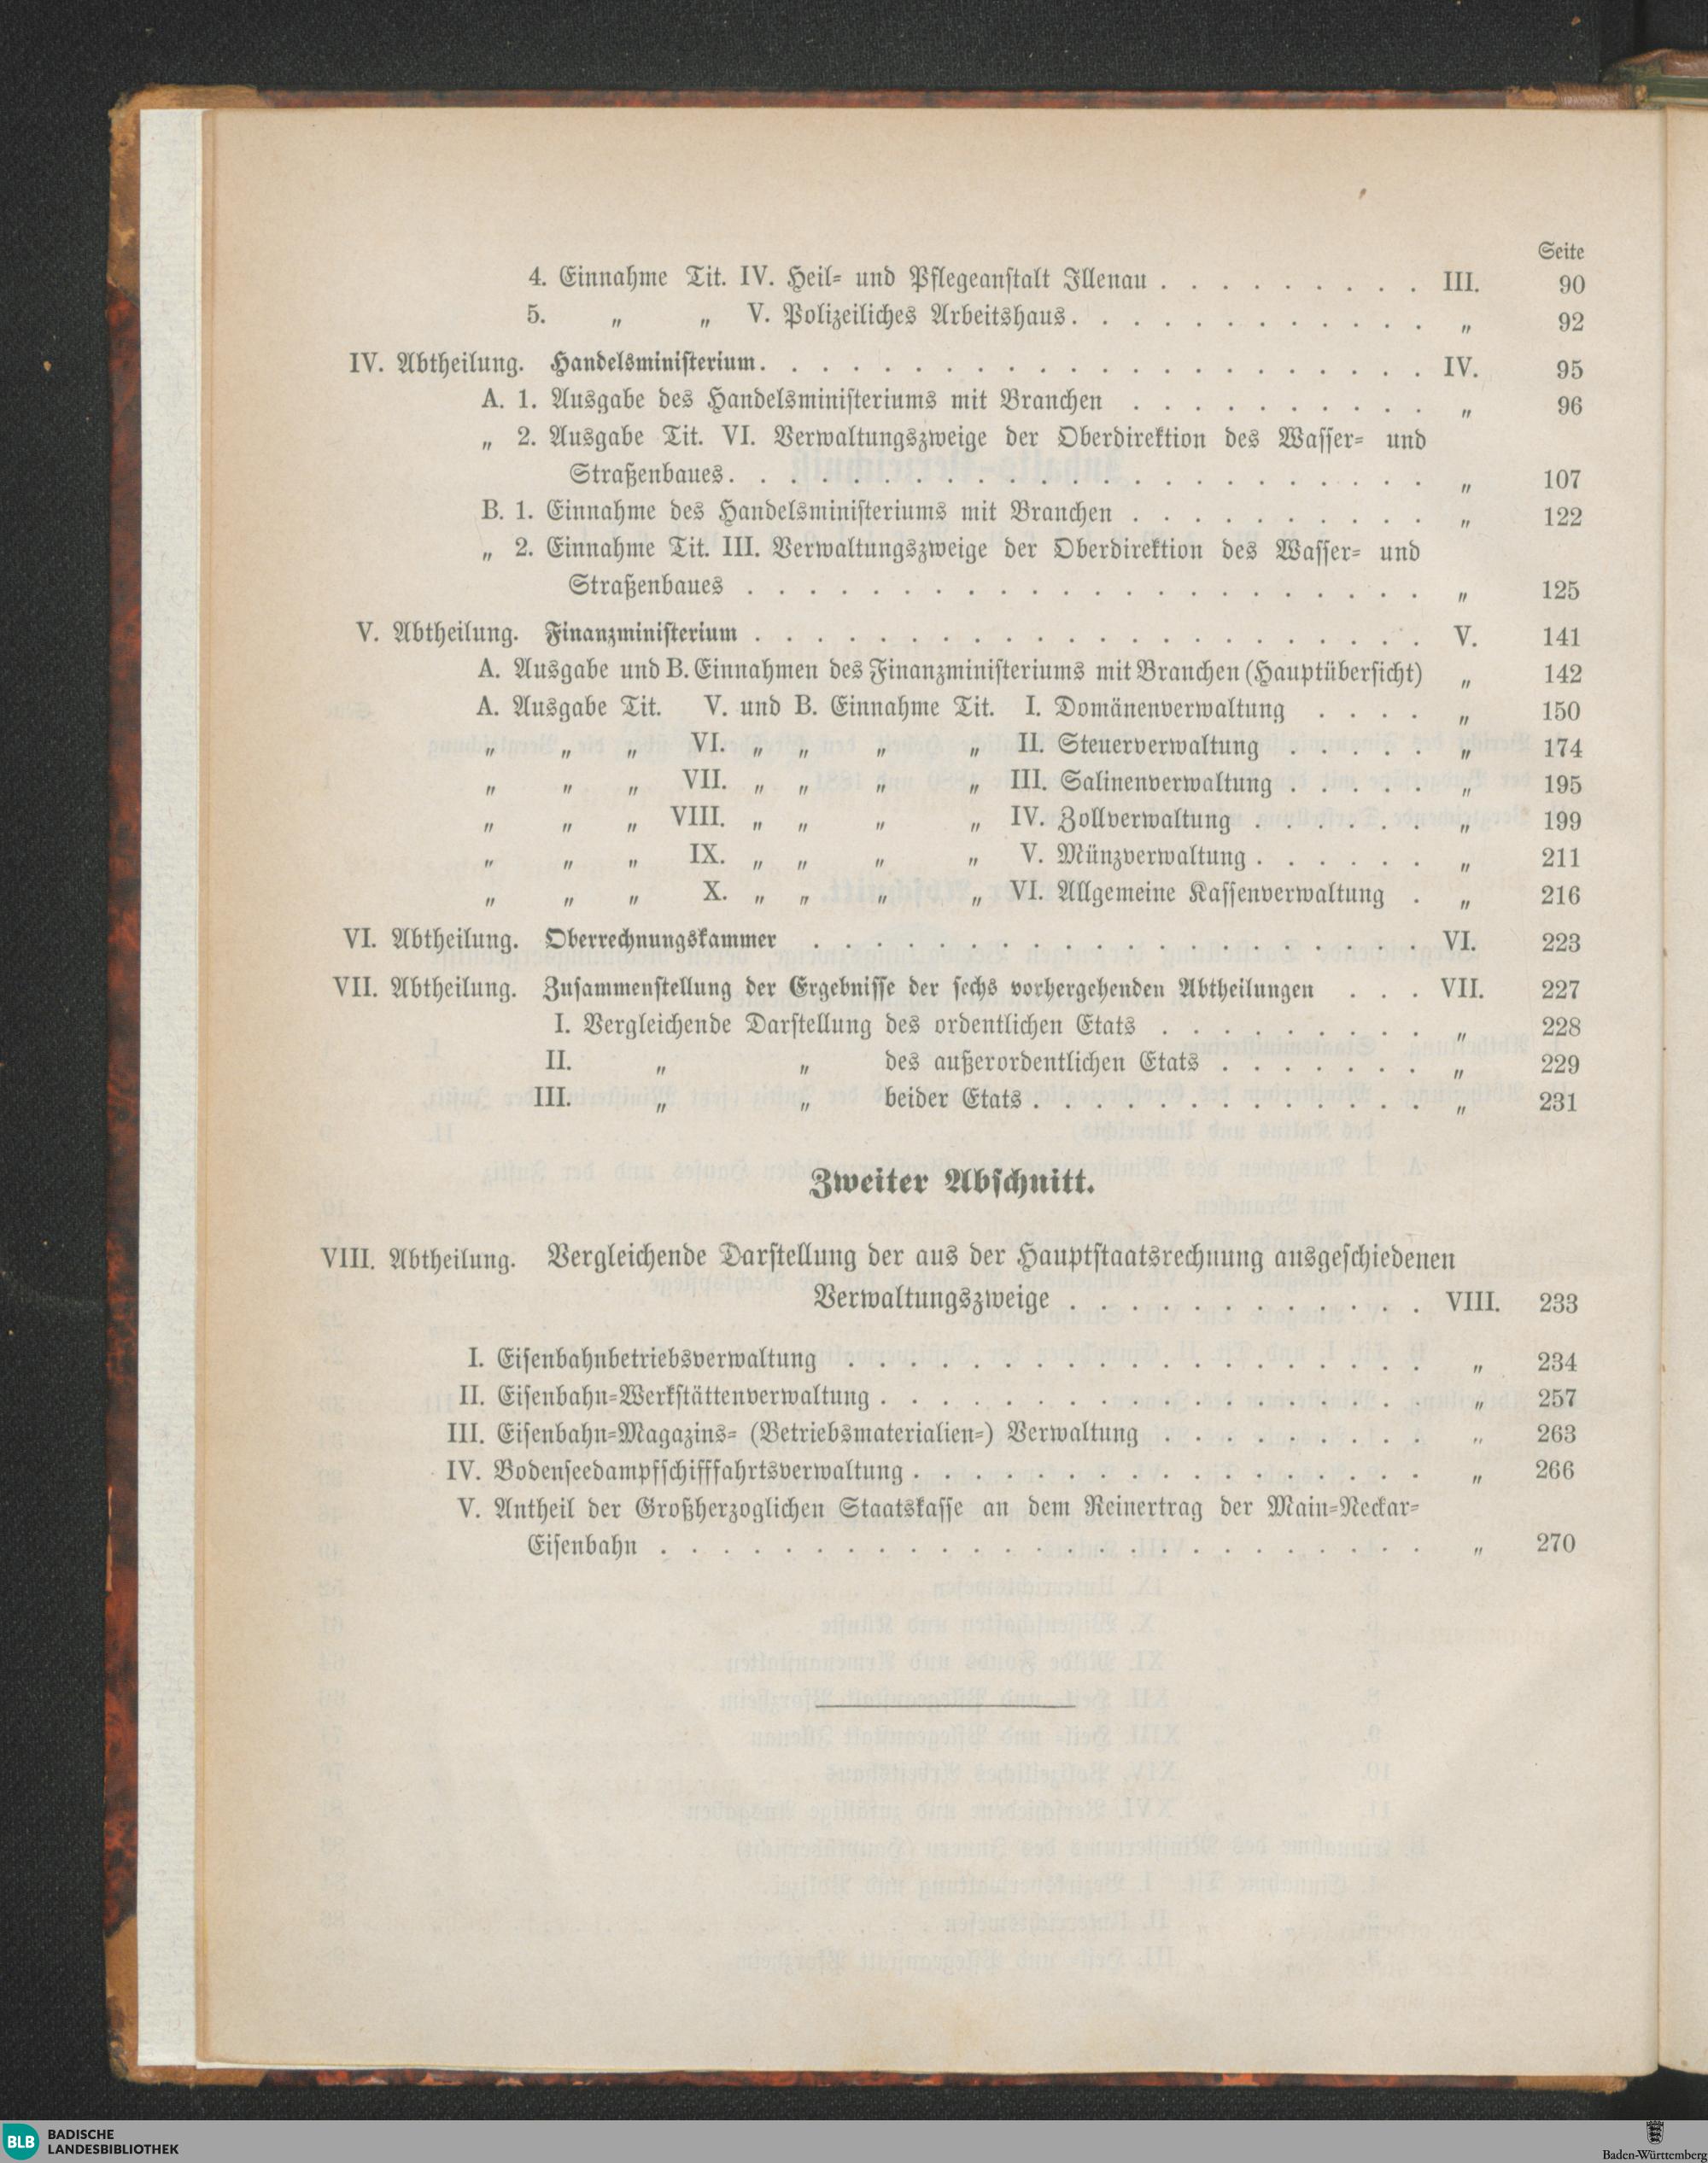 Seite
4. Einnahme Tit. IV. Heil- und Pflegeanstalt Illenau . . . . . . . . . III. 90
5. „ „ V. Polizeiliches Arbeitshaus. . . . . . . . . . . . . „ 92
IV. Abtheilung. Handelsministerium. . . . . . . . . . . . . . . . . . . . . . IV. 95
A. 1. Ausgabe des Handelsministeriums mit Branchen . . . . . . . . . . „ 96
„ 2. Ausgabe Tit. VI. Verwaltungszweige der Oberdirektion des Wasser- und
Straßenbaues. . . . . . . . . . . . . . . . . . . . . . . „ 107
B. 1. Einnahme des Handelsministeriums mit Branchen . . . . . . . . . . „ 122
„ 2. Einnahme Tit. III. Verwaltungszweige der Oberdirektion des Wasser- und
Straßenbaues . . . . . . . . . . . . . . . . . . . . . . „ 125
V. Abtheilung. Finanzministerium . . . . . . . . . . . . . . . . . . . . . . V. 141
A. Ausgabe und B. Einnahmen des Finanzministeriums mit Branchen (Hauptübersicht) „ 142
A. Ausgabe Tit. V. und B. Einnahme Tit. I. Domänenverwaltung . . . . „ 150
„ „ „ VI. „ „ „ „ II. Steuerverwaltung . . . . . „ 174
„ „ „ VII. „ „ „ „ III. Salinenverwaltung . . . . . „ 195
„ „ „ VIII. „ „ „ „ IV. Zollverwaltung . . . . . . „ 199
„ „ „ IX. „ „ „ „ V. Münzverwaltung . . . . . . „ 211
„ „ „ X. „ „ „ „ VI. Allgemeine Kassenverwaltung . „ 216
VI. Abtheilung. Oberrechnungskammer . . . . . . . . . . . . . . . . . . . . VI. 223
VII. Abtheilung. Zusammenstellung der Ergebnisse der sechs vorhergehenden Abtheilungen . . . VII. 227
I. Vergleichende Darstellung des ordentlichen Etats . . . . . . . . . „ 228
II. „ „ des außerordentlichen Etats . . . . . . . „ 229
III. „ „ beider Etats . . . . . . . . . . . . . „ 231
Zweiter Abschnitt.
VIII. Abtheilung. Vergleichende Darstellung der aus der Hauptstaatsrechnung ausgeschiedenen
Verwaltungszweige . . . . . . . . . . . . VIII. 233
I. Eisenbahnbetriebsverwaltung . . . . . . . . . . . . . . . . . . . „ 234
II. Eisenbahn-Werkstättenverwaltung . . . . . . . . . . . . . . . . . . „ 257
III. Eisenbahn-Magazins- (Betriebsmaterialien-) Verwaltung . . . . . . . . . „ 263
IV. Bodenseedampfschifffahrtsverwaltung . . . . . . . . . . . . . . . . . „ 266
V. Antheil der Großherzoglichen Staatskasse an dem Reinertrag der Main-Neckar-
Eisenbahn . . . . . . . . . . . . . . . . . . . . . . . . . „ 270
BLB BADISCHE
LANDESBIBLIOTHEK
Baden-Württemberg